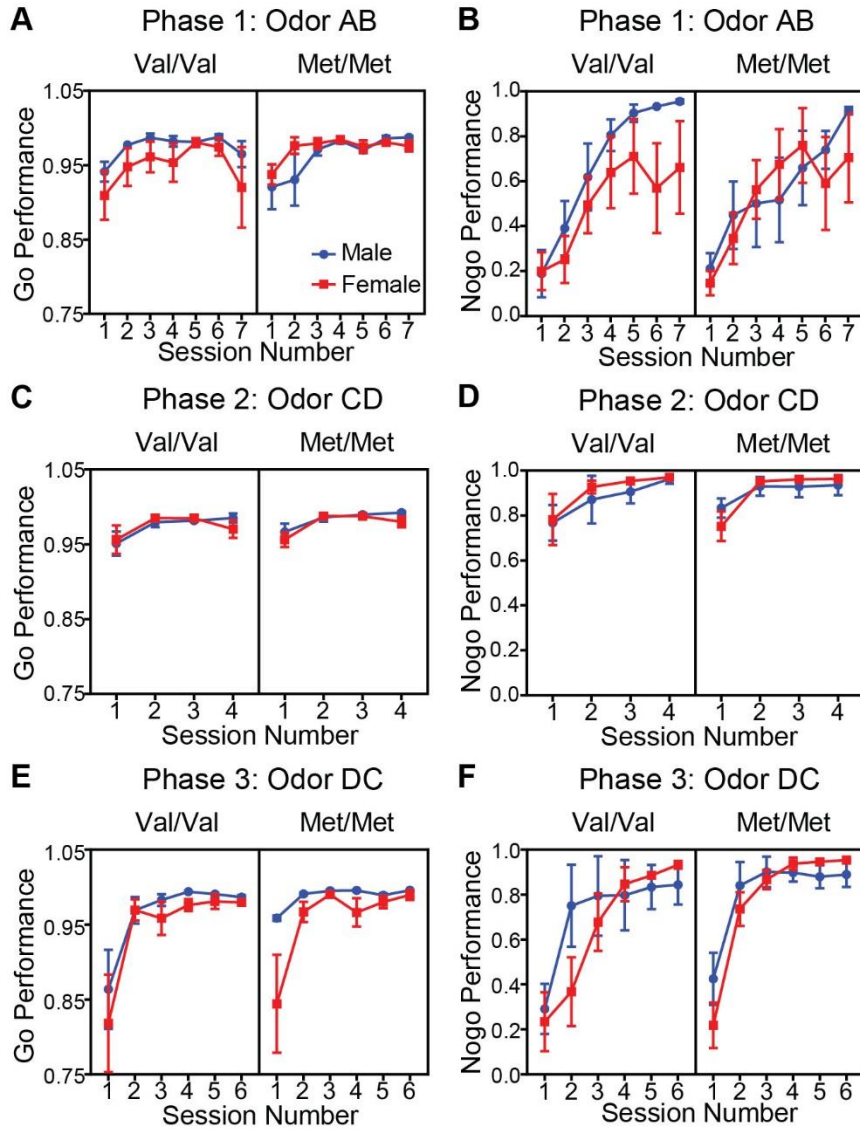 A Phase 1: Odor AB
Val/Val Met/Met
1.05
0.95
0.85
0.75
Go Performance
Male
Female
1 2 3 4 5 6 7 1 2 3 4 5 6 7
Session Number
B Phase 1: Odor AB
Val/Val Met/Met
1.0
0.8
0.6
0.4
0.2
0.0
Nogo Performance
1 2 3 4 5 6 7 1 2 3 4 5 6 7
Session Number
C Phase 2: Odor CD
Val/Val Met/Met
1.05
0.95
0.85
0.75
Go Performance
1 2 3 4 1 2 3 4
Session Number
D Phase 2: Odor CD
Val/Val Met/Met
1.0
0.8
0.6
0.4
0.2
0.0
Nogo Performance
1 2 3 4 1 2 3 4
Session Number
E Phase 3: Odor DC
Val/Val Met/Met
1.05
0.95
0.85
0.75
Go Performance
1 2 3 4 5 6 1 2 3 4 5 6
Session Number
F Phase 3: Odor DC
Val/Val Met/Met
1.0
0.8
0.6
0.4
0.2
0.0
Nogo Performance
1 2 3 4 5 6 1 2 3 4 5 6
Session Number